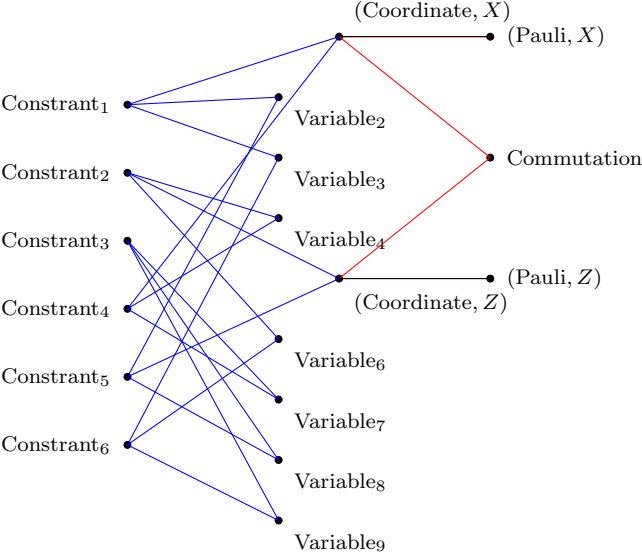 (Coordinate, X)
(Pauli, X)
Constrant₁
Variable₂
Commutation
Constrant₂
Variable₃
Constrant₃
Variable₄
(Pauli, Z)
(Coordinate, Z)
Constrant₄
Variable₆
Constrant₅
Variable₇
Constrant₆
Variable₈
Variable₉